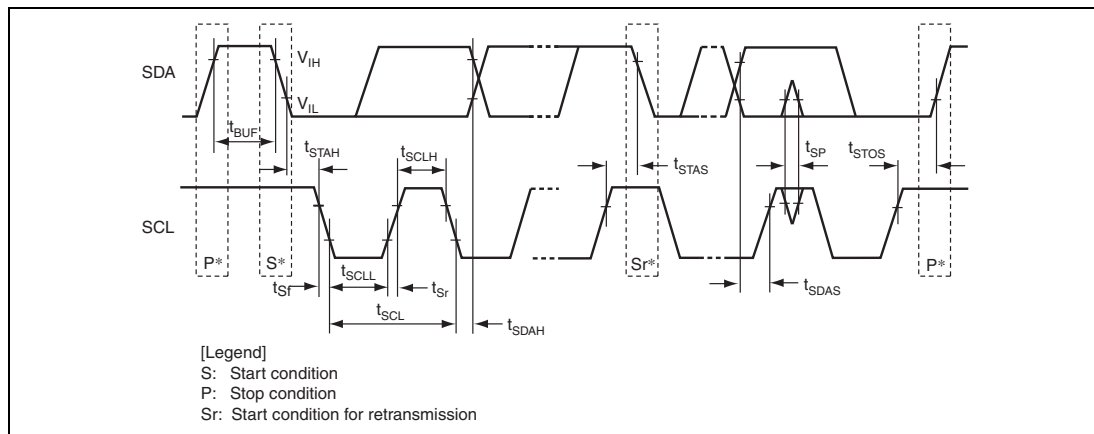 SDA
V_IH
V_IL
t_BUF
t_STAH
t_SCLH
t_STAS
t_SP
t_STOS
SCL
P*
S*
Sr*
P*
t_Sf
t_SCLL
t_Sr
t_SCL
t_SDAH
t_SDAS
[Legend]
S: Start condition
P: Stop condition
Sr: Start condition for retransmission